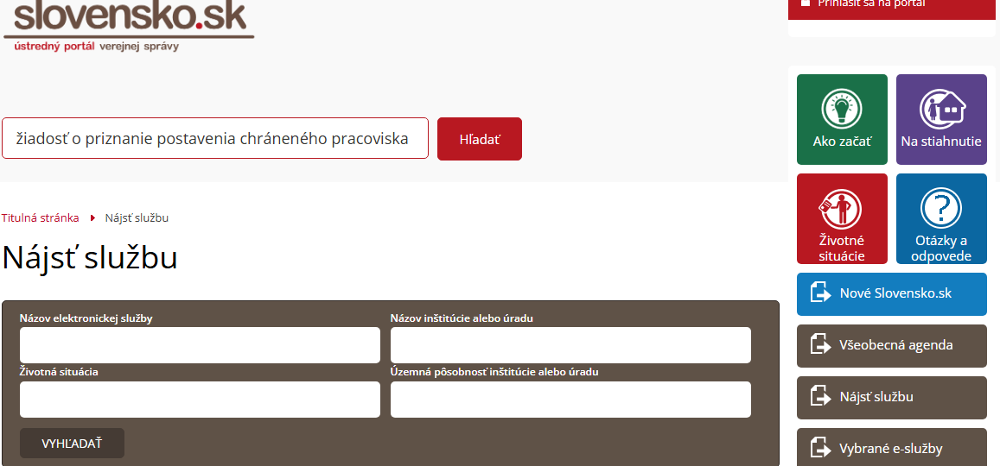 slovensko.sk
ústredný portál verejnej správy
Prihlásiť sa na portál
žiadosť o priznanie postavenia chráneného pracoviska
Hľadať
Ako začať
Na stiahnutie
Životné
situácie
Otázky a
odpovede
Titulná stránka
Nájsť službu
Nájsť službu
Názov elektronickej služby
Názov inštitúcie alebo úradu
Životná situácia
Územná pôsobnosť inštitúcie alebo úradu
VYHĽADAŤ
Nové Slovensko.sk
Všeobecná agenda
Nájsť službu
Vybrané e-služby